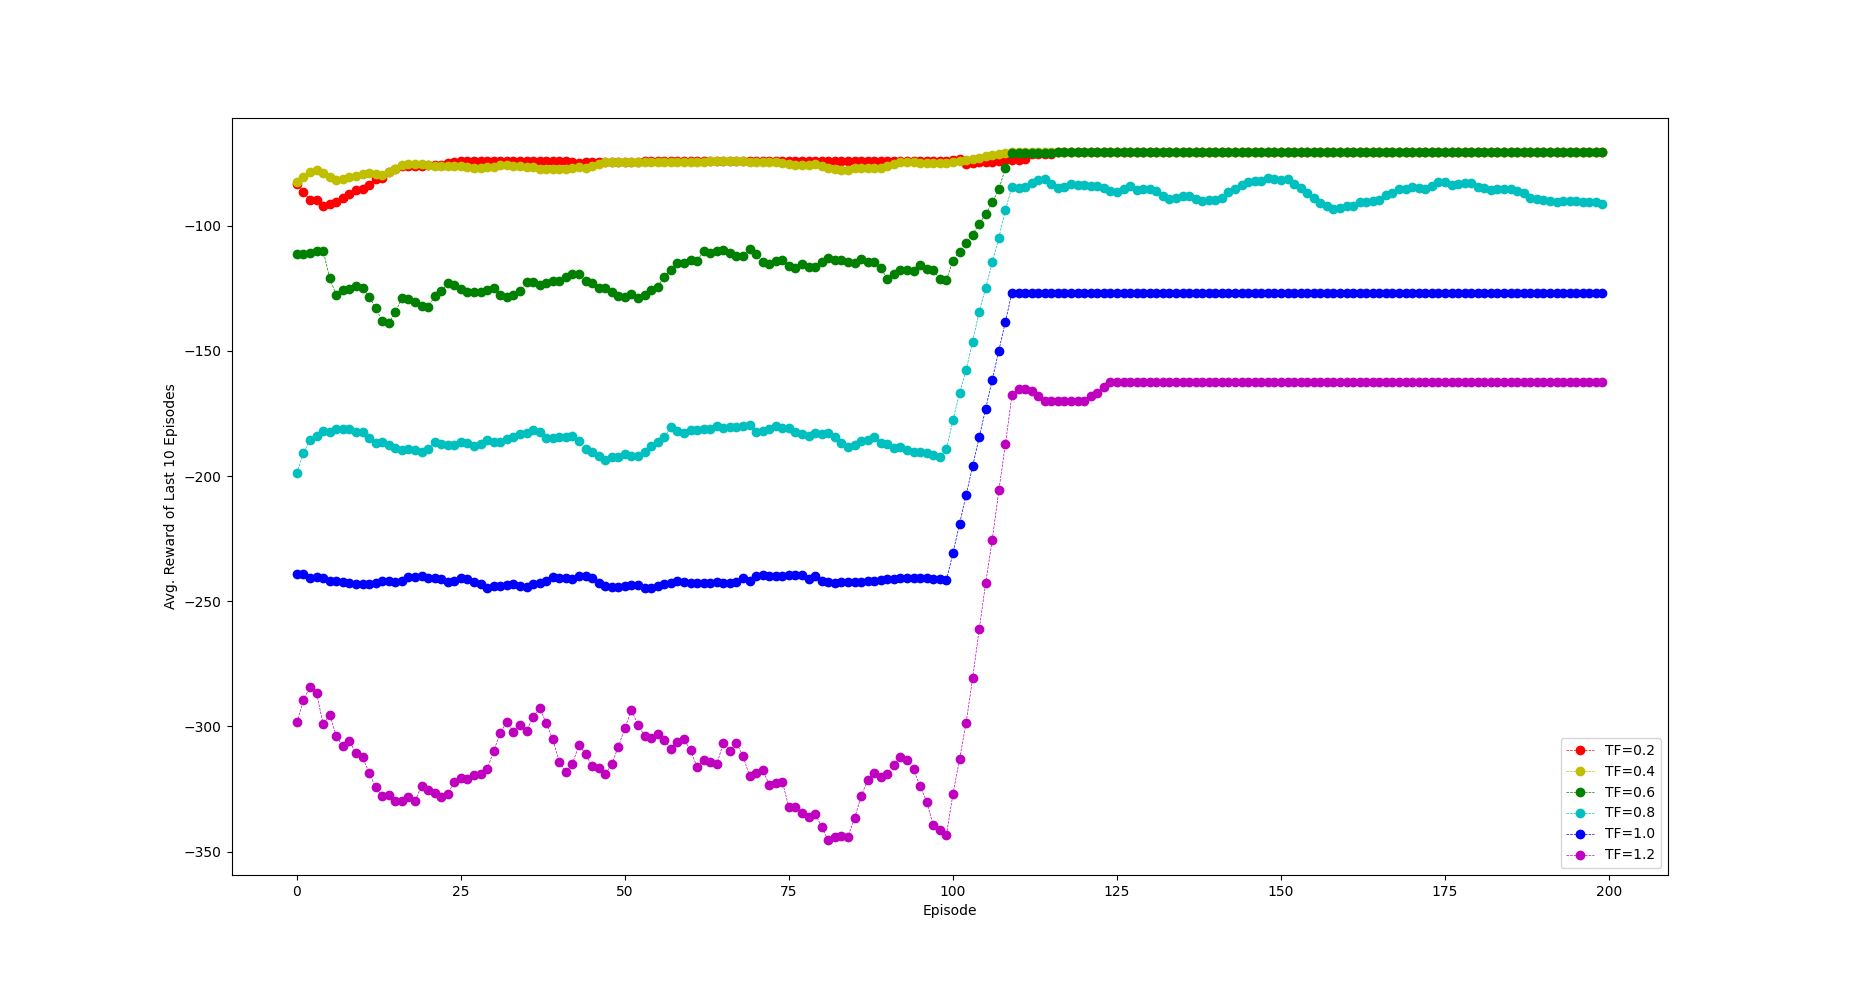 −100
−150
−200
−250
−300
−350
Avg. Reward of Last 10 Episodes
0 25 50 75 100 125 150 175 200
Episode
TF=0.2
TF=0.4
TF=0.6
TF=0.8
TF=1.0
TF=1.2